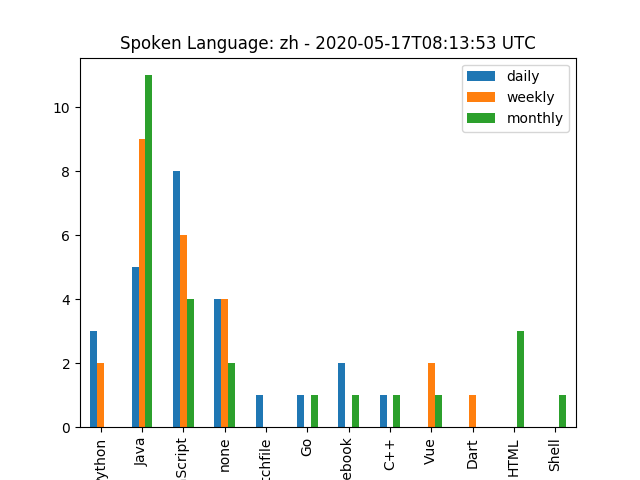 Spoken Language: zh - 2020-05-17T08:13:53 UTC
daily
weekly
monthly
10
8
6
4
2
0
ython
Java
Script
none
tchfile
Go
ebook
C++
Vue
Dart
HTML
Shell